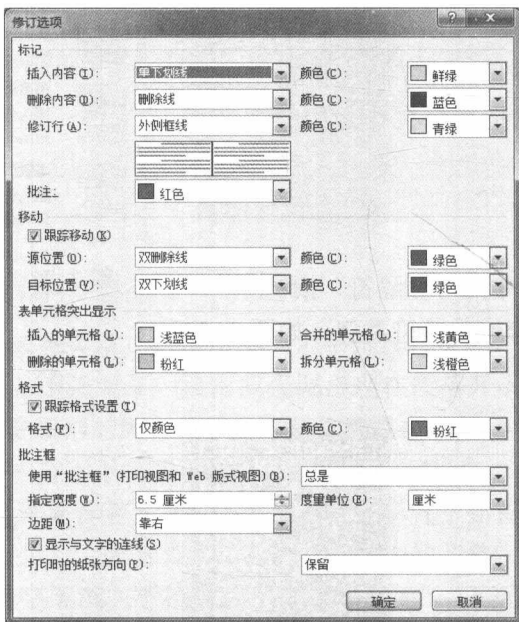 修订选项
标记
插入内容(I): 单下划线 颜色(C): 鲜绿
删除内容(D): 删除线 颜色(C): 蓝色
修订行(A): 外侧框线 颜色(C): 青绿
批注: 红色
移动
跟踪移动(K)
源位置(O): 双删除线 颜色(C): 绿色
目标位置(V): 双下划线 颜色(C): 绿色
表单元格突出显示
插入的单元格(L): 浅蓝色 合并的单元格(L): 浅黄色
删除的单元格(L): 粉红 拆分单元格(L): 浅橙色
格式
跟踪格式设置(T)
格式(F): 仅颜色 颜色(C): 粉红
批注框
使用“批注框”(打印视图和 Web 版式视图)(B): 总是
指定宽度(W): 6.5 厘米 度量单位(E): 厘米
边距(M): 靠右
显示与文字的连线(S)
打印时的纸张方向(P): 保留
确定 取消